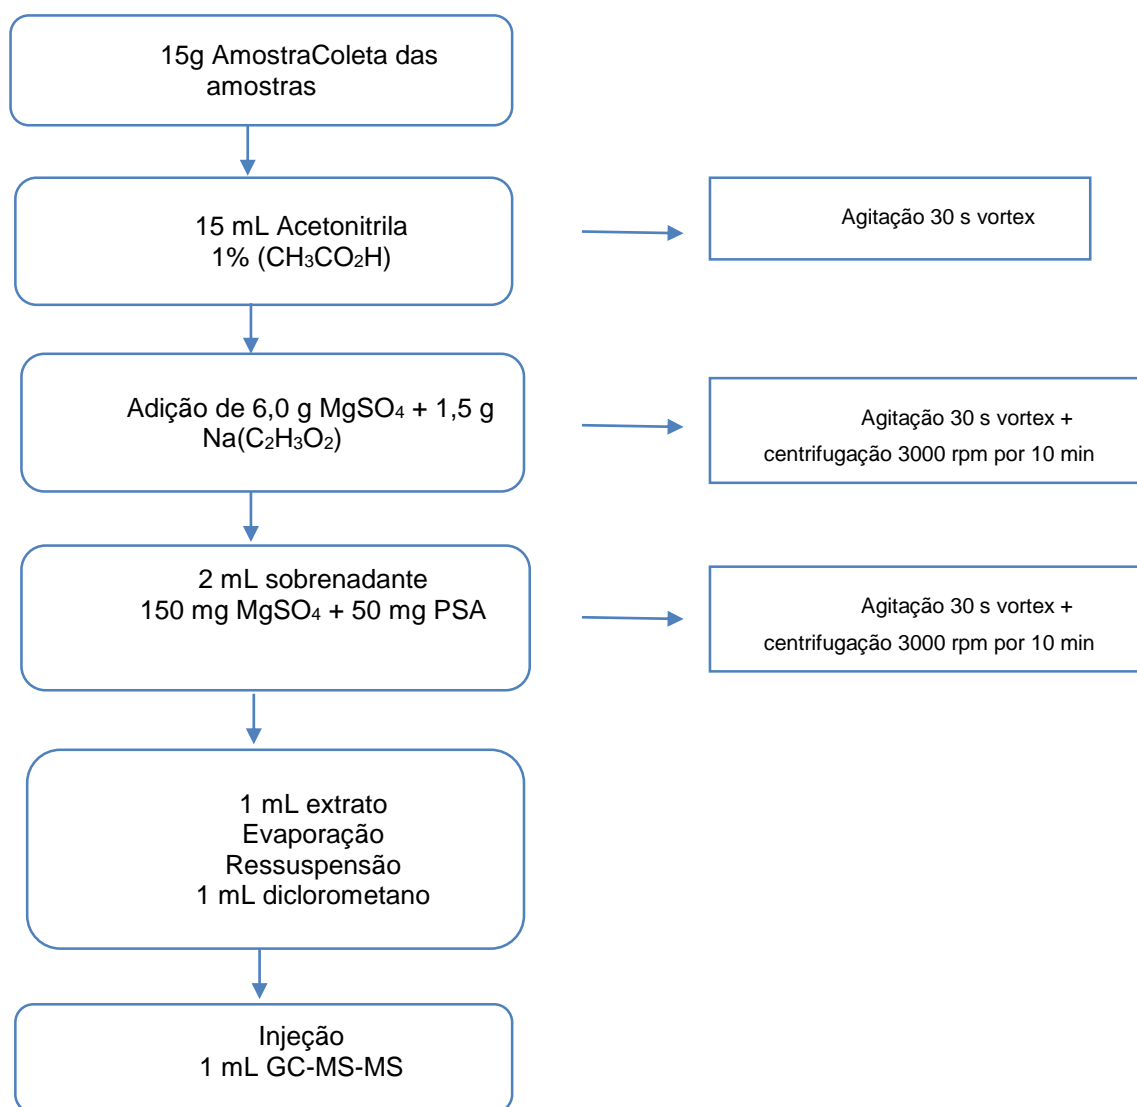 15g AmostraColeta das
amostras
15 mL Acetonitrila
1% (CH₃CO₂H)
Agitação 30 s vortex
Adição de 6,0 g MgSO₄ + 1,5 g
Na(C₂H₃O₂)
Agitação 30 s vortex +
centrifugação 3000 rpm por 10 min
2 mL sobrenadante
150 mg MgSO₄ + 50 mg PSA
Agitação 30 s vortex +
centrifugação 3000 rpm por 10 min
1 mL extrato
Evaporação
Ressuspensão
1 mL diclorometano
Injeção
1 mL GC-MS-MS